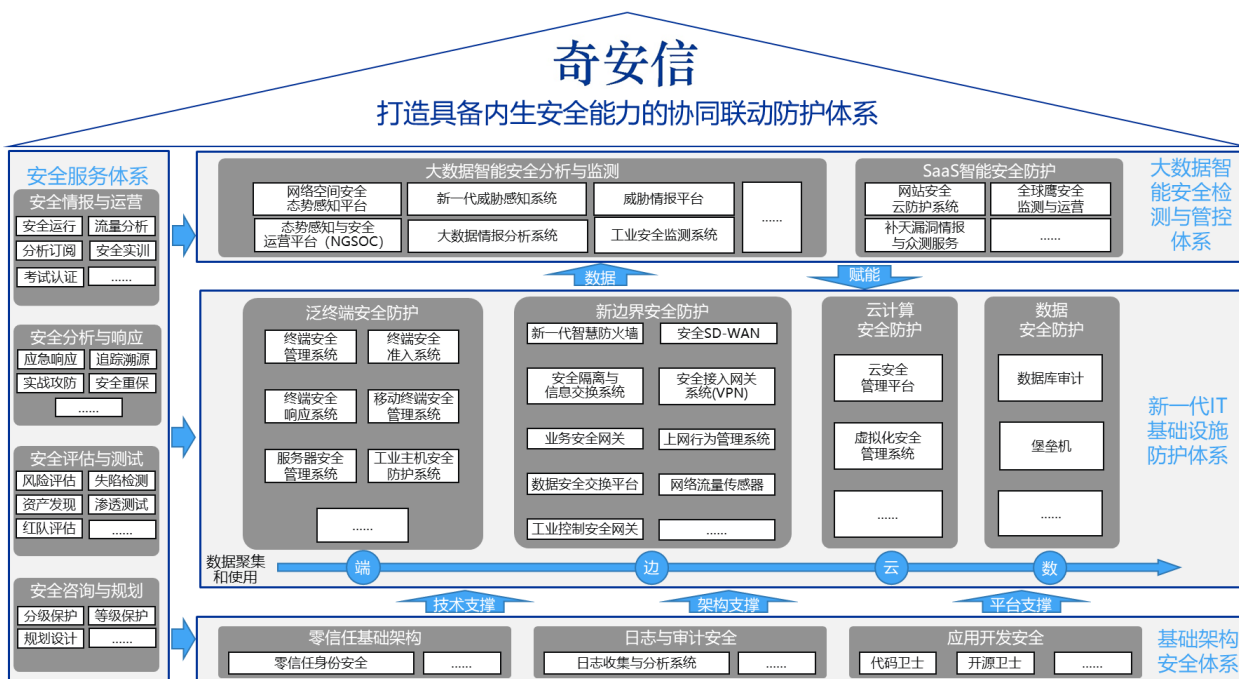 奇安信
打造具备内生安全能力的协同联动防护体系
安全服务体系
安全情报与运营
安全运行
流量分析
分析订阅
安全实训
考试认证
......
安全分析与响应
应急响应
追踪溯源
实战攻防
安全重保
......
安全评估与测试
风险评估
失陷检测
资产发现
渗透测试
红队评估
......
安全咨询与规划
分级保护
等级保护
规划设计
......
大数据智能安全分析与监测
网络空间安全
态势感知平台
新一代威胁感知系统
威胁情报平台
态势感知与安全
运营平台（NGSOC）
大数据情报分析系统
工业安全监测系统
......
SaaS智能安全防护
网站安全
云防护系统
全球鹰安全
监测与运营
补天漏洞情报
与众测服务
......
大数据智
能安全检
测与管控
体系
数据
赋能
泛终端安全防护
终端安全
管理系统
终端安全
准入系统
终端安全
响应系统
移动终端安全
管理系统
服务器安全
管理系统
工业主机安全
防护系统
......
新边界安全防护
新一代智慧防火墙
安全SD-WAN
安全隔离与
信息交换系统
安全接入网关
系统(VPN)
业务安全网关
上网行为管理系统
数据安全交换平台
网络流量传感器
工业控制安全网关
......
云计算
安全防护
云安全
管理平台
虚拟化安全
管理系统
......
数据
安全防护
数据库审计
堡垒机
......
新一代IT
基础设施
防护体系
数据聚集
和使用
端
边
云
数
技术支撑
架构支撑
平台支撑
零信任基础架构
零信任身份安全
......
日志与审计安全
日志收集与分析系统
......
应用开发安全
代码卫士
开源卫士
......
基础架构
安全体系